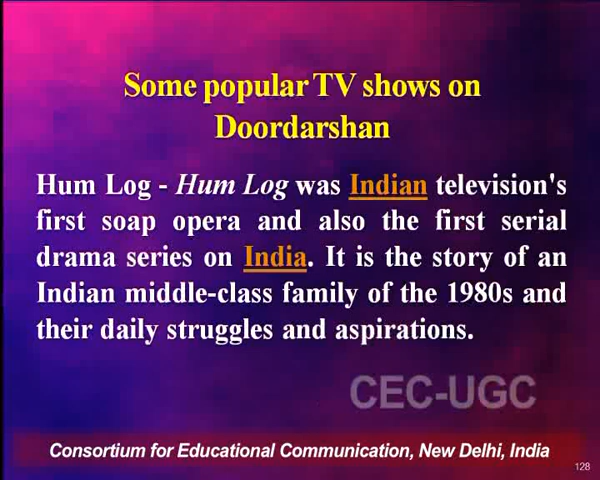 Some popular TV shows on
Doordarshan
Hum Log - Hum Log was Indian television's
first soap opera and also the first serial
drama series on India. It is the story of an
Indian middle-class family of the 1980s and
their daily struggles and aspirations.
CEC-UGC
Consortium for Educational Communication, New Delhi, India
128